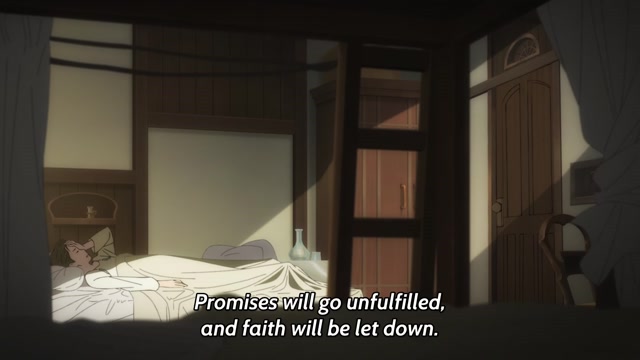 Promises will go unfulfilled,
and faith will be let down.